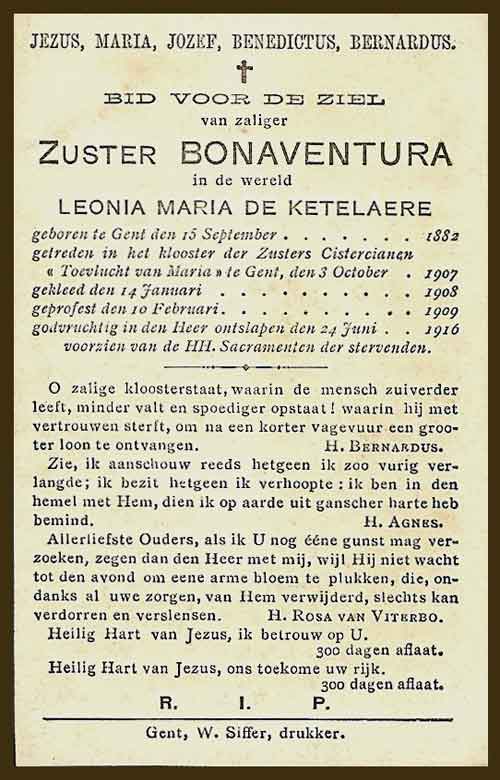 JEZUS, MARIA, JOZEF, BENEDICTUS, BERNARDUS.
BID VOOR DE ZIEL
van zaliger
ZUSTER BONAVENTURA
in de wereld
LEONIA MARIA DE KETELAERE
geboren te Gent den 15 September . . . . . . . 1882
getreden in het klooster der Zusters Cistercianen
« Toevlucht van Maria » te Gent, den 3 October . 1907
gekleed den 14 Januari . . . . . . . . . . 1908
geprofest den 10 Februari . . . . . . . . . 1909
godvruchtig in den Heer ontslapen den 24 Juni . . 1916
voorzien van de HH. Sacramenten der stervenden.
O zalige kloosterstaat, waarin de mensch zuiverder
leeft, minder valt en spoediger opstaat! waarin hij met
vertrouwen sterft, om na een korter vagevuur een groo-
ter loon te ontvangen. H. BERNARDUS.
Zie, ik aanschouw reeds hetgeen ik zoo vurig ver-
langde; ik bezit hetgeen ik verhoopte : ik ben in den
hemel met Hem, dien ik op aarde uit ganscher harte heb
bemind. H. AGNES.
Allerliefste Ouders, als ik U nog ééne gunst mag ver-
zoeken, zegen dan den Heer met mij, wijl Hij niet wacht
tot den avond om eene arme bloem te plukken, die, on-
danks al uwe zorgen, van Hem verwijderd, slechts kan
verdorren en verslensen. H. ROSA VAN VITERBO.
Heilig Hart van Jezus, ik betrouw op U.
300 dagen aflaat.
Heilig Hart van Jezus, ons toekome uw rijk.
300 dagen aflaat.
R. I. P.
Gent, W. Siffer, drukker.